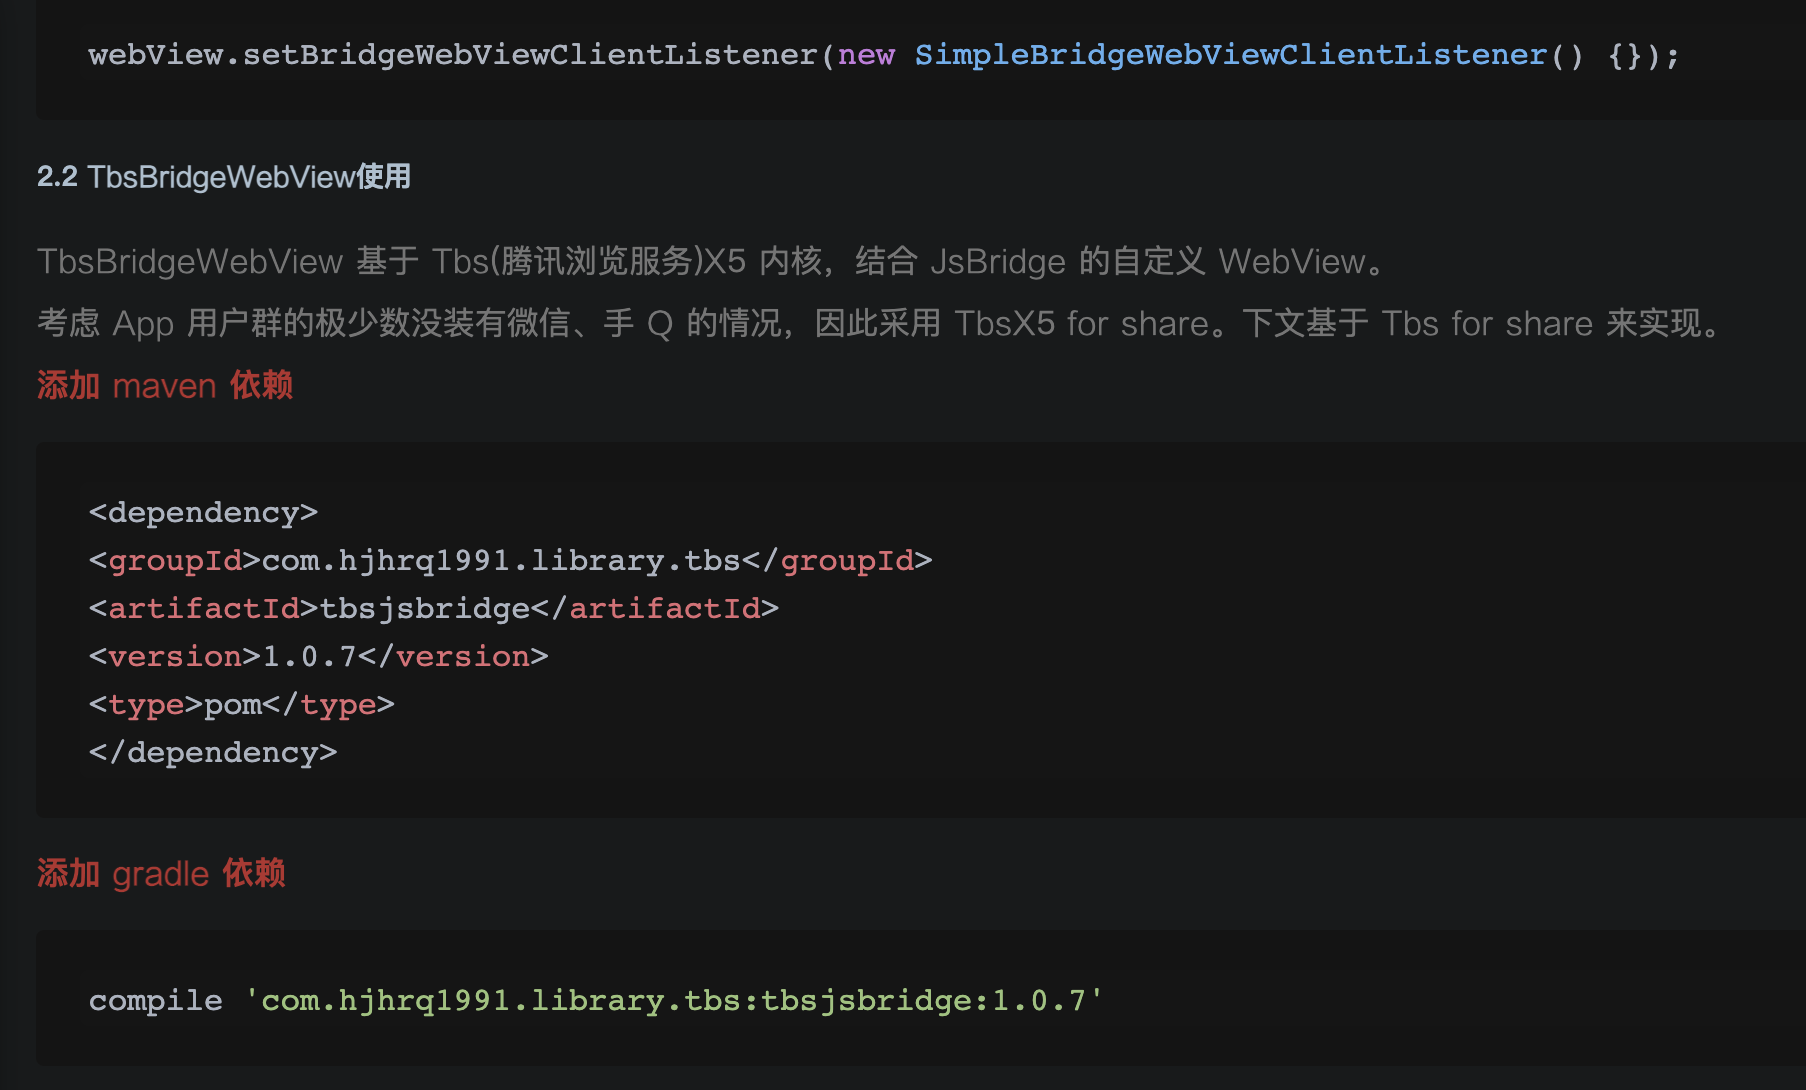 webView.setBridgeWebViewClientListener(new SimpleBridgeWebViewClientListener() {});
2.2 TbsBridgeWebView使用
TbsBridgeWebView 基于 Tbs(腾讯浏览服务)X5 内核，结合 JsBridge 的自定义 WebView。
考虑 App 用户群的极少数没装有微信、手 Q 的情况，因此采用 TbsX5 for share。下文基于 Tbs for share 来实现。
添加 maven 依赖
<dependency>
<groupId>com.hjhrq1991.library.tbs</groupId>
<artifactId>tbsjsbridge</artifactId>
<version>1.0.7</version>
<type>pom</type>
</dependency>
添加 gradle 依赖
compile 'com.hjhrq1991.library.tbs:tbsjsbridge:1.0.7'